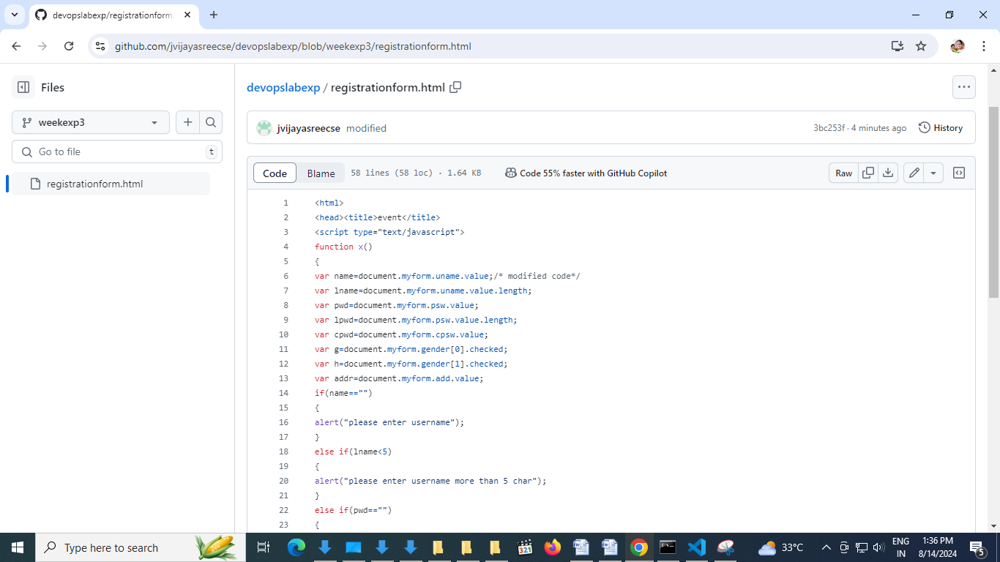 devopslabexp/registrationform.
github.com/jvijayasreecse/devopslabexp/blob/weekexp3/registrationform.html
Files
weekexp3
Go to file
t
registrationform.html
devopslabexp / registrationform.html
jvijayasreecse modified
3bc253f · 4 minutes ago
History
Code
Blame
58 lines (58 loc) · 1.64 KB
Code 55% faster with GitHub Copilot
Raw
1 <html>
2 <head><title>event</title>
3 <script type="text/javascript">
4 function x()
5 {
6 var name=document.myform.uname.value;/* modified code*/
7 var lname=document.myform.uname.value.length;
8 var pwd=document.myform.psw.value;
9 var lpwd=document.myform.psw.value.length;
10 var cpwd=document.myform.cpsw.value;
11 var g=document.myform.gender[0].checked;
12 var h=document.myform.gender[1].checked;
13 var addr=document.myform.add.value;
14 if(name=="")
15 {
16 alert("please enter username");
17 }
18 else if(lname<5)
19 {
20 alert("please enter username more than 5 char");
21 }
22 else if(pwd=="")
23 {
Type here to search
321
33°C
ENG
IN
1:36 PM
8/14/2024
5